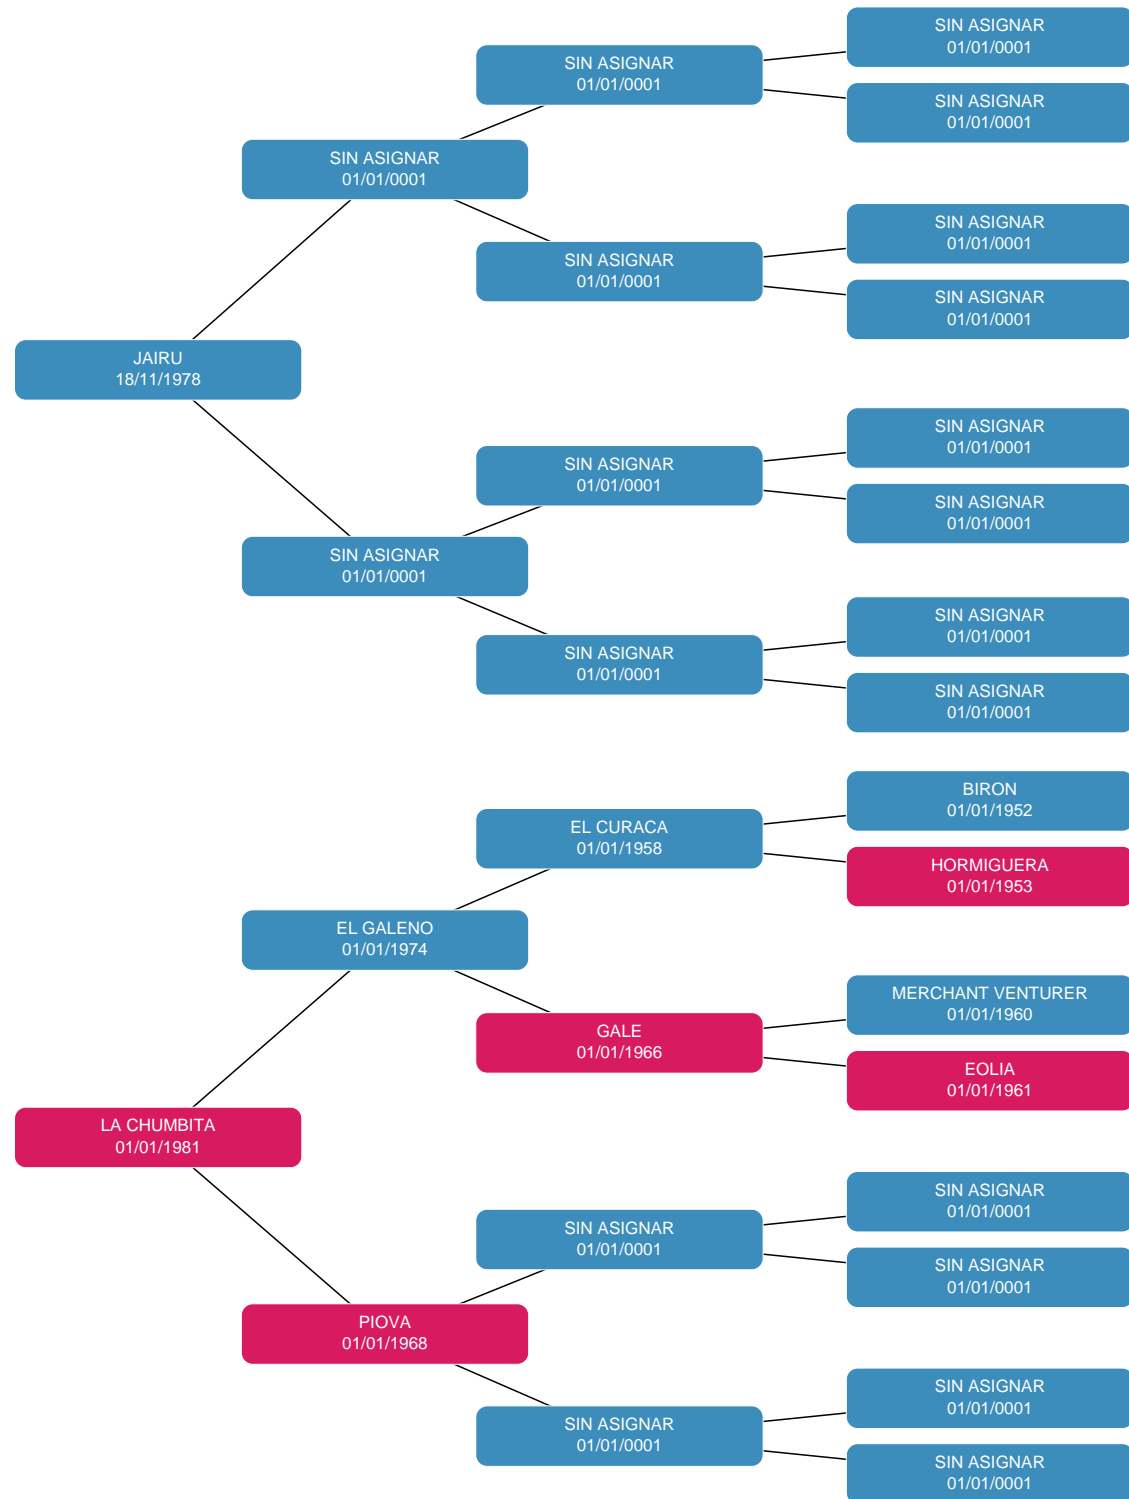 SIN ASIGNAR
01/01/0001
SIN ASIGNAR
01/01/0001
SIN ASIGNAR
01/01/0001
SIN ASIGNAR
01/01/0001
SIN ASIGNAR
01/01/0001
SIN ASIGNAR
01/01/0001
SIN ASIGNAR
01/01/0001
JAIRU
18/11/1978
SIN ASIGNAR
01/01/0001
SIN ASIGNAR
01/01/0001
SIN ASIGNAR
01/01/0001
SIN ASIGNAR
01/01/0001
SIN ASIGNAR
01/01/0001
SIN ASIGNAR
01/01/0001
SIN ASIGNAR
01/01/0001
BIRON
01/01/1952
EL CURACA
01/01/1958
HORMIGUERA
01/01/1953
EL GALENO
01/01/1974
MERCHANT VENTURER
01/01/1960
GALE
01/01/1966
EOLIA
01/01/1961
LA CHUMBITA
01/01/1981
SIN ASIGNAR
01/01/0001
SIN ASIGNAR
01/01/0001
SIN ASIGNAR
01/01/0001
PIOVA
01/01/1968
SIN ASIGNAR
01/01/0001
SIN ASIGNAR
01/01/0001
SIN ASIGNAR
01/01/0001